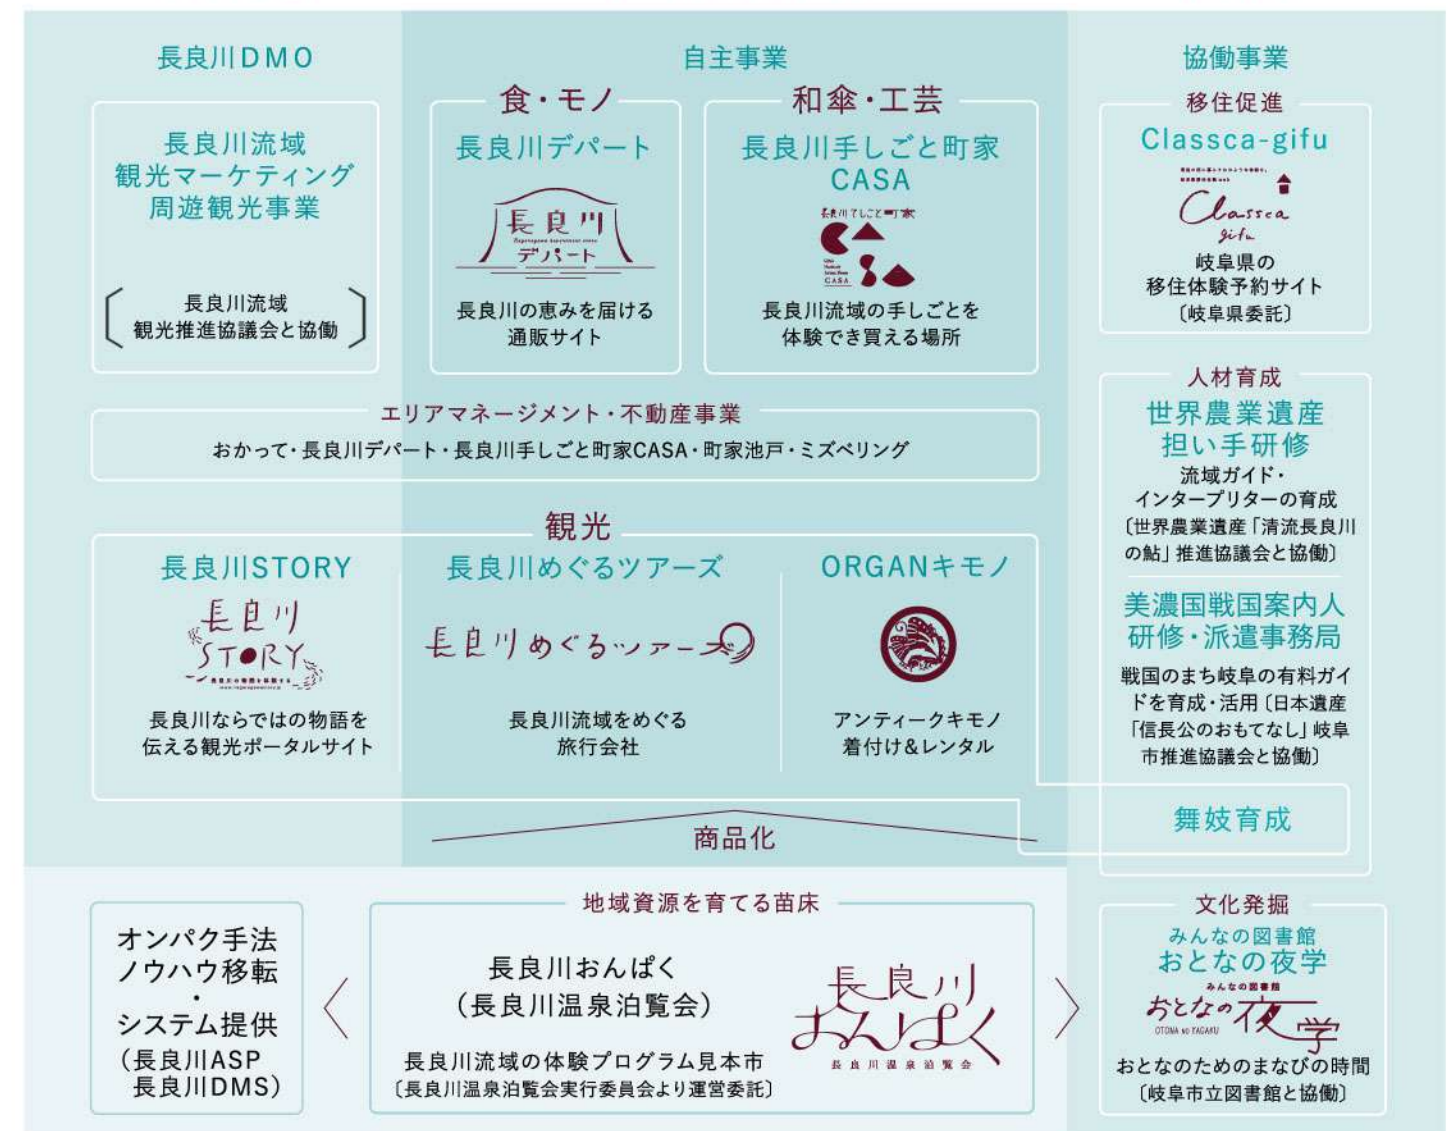 長良川DMO
長良川流域
観光マーケティング
周遊観光事業
長良川流域
観光推進協議会と協働
自主事業
食・モノ
長良川デパート
長良川
デパート
長良川の恵みを届ける
通販サイト
和傘・工芸
長良川手しごと町家
CASA
長良川てしごと町家
CASA
長良川流域の手しごとを
体験でき買える場所
エリアマネージメント・不動産事業
おかって・長良川デパート・長良川手しごと町家CASA・町家池戸・ミズベリング
観光
長良川STORY
長良川
STORY
長良川ならではの物語を
伝える観光ポータルサイト
長良川めぐるツアーズ
長良川めぐるツアーズ
長良川流域をめぐる
旅行会社
ORGANキモノ
アンティークキモノ
着付け&レンタル
商品化
協働事業
移住促進
Classca-gifu
Classca
gifu
岐阜県の
移住体験予約サイト
〔岐阜県委託〕
人材育成
世界農業遺産
担い手研修
流域ガイド・
インタープリターの育成
〔世界農業遺産「清流長良川
の鮎」推進協議会と協働〕
美濃国戦国案内人
研修・派遣事務局
戦国のまち岐阜の有料ガイ
ドを育成・活用〔日本遺産
「信長公のおもてなし」岐阜
市推進協議会と協働〕
舞妓育成
オンパク手法
ノウハウ移転
・
システム提供
(長良川ASP
長良川DMS)
地域資源を育てる苗床
長良川おんぱく
(長良川温泉泊覧会)
長良川流域の体験プログラム見本市
〔長良川温泉泊覧会実行委員会より運営委託〕
長良川
おんぱく
長良川温泉泊覧会
文化発掘
みんなの図書館
おとなの夜学
みんなの図書館
おとなの夜学
OTONA no YAGAKU
おとなのためのまなびの時間
〔岐阜市立図書館と協働〕